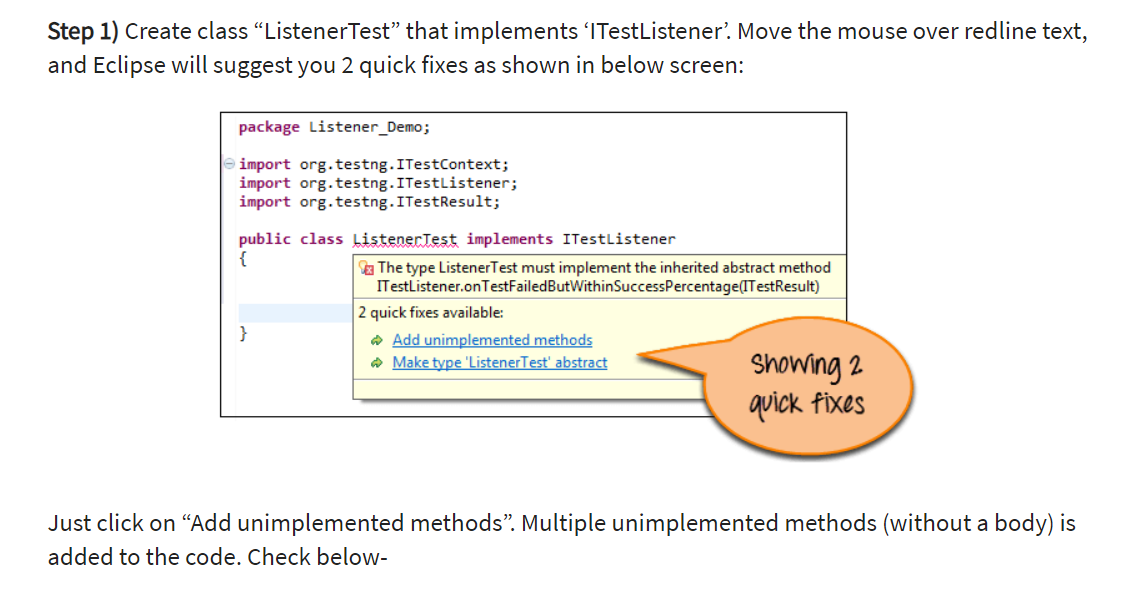 Step 1) Create class “ListenerTest” that implements ‘ITestListener’. Move the mouse over redline text,
and Eclipse will suggest you 2 quick fixes as shown in below screen:
package Listener_Demo;
import org.testng.ITestContext;
import org.testng.ITestListener;
import org.testng.ITestResult;
public class ListenerTest implements ITestListener
{
The type ListenerTest must implement the inherited abstract method
ITestListener.onTestFailedButWithinSuccessPercentage(ITestResult)
2 quick fixes available:
Add unimplemented methods
Make type 'ListenerTest' abstract
}
Showing 2
quick fixes
Just click on “Add unimplemented methods”. Multiple unimplemented methods (without a body) is
added to the code. Check below-